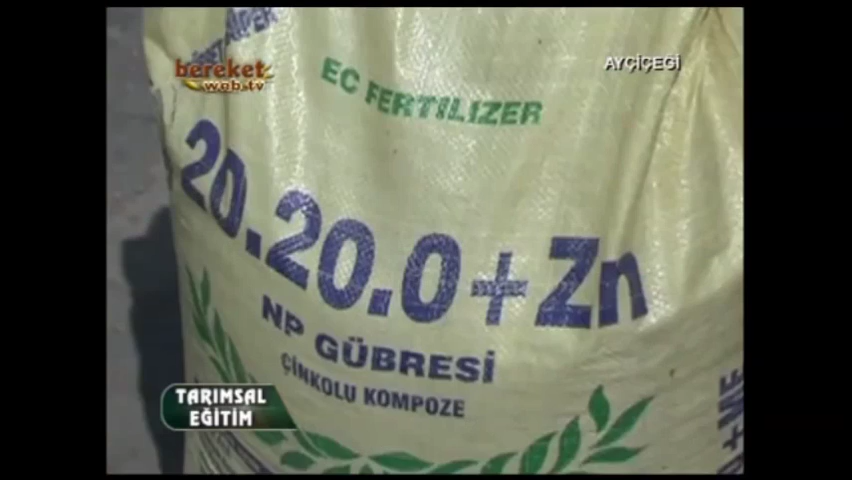 bereket
web.tv
AYÇİÇEĞİ
EC FERTILIZER
20.20.0+Zn
NP GÜBRESİ
ÇİNKOLU KOMPOZE
TARIMSAL
EĞİTİM